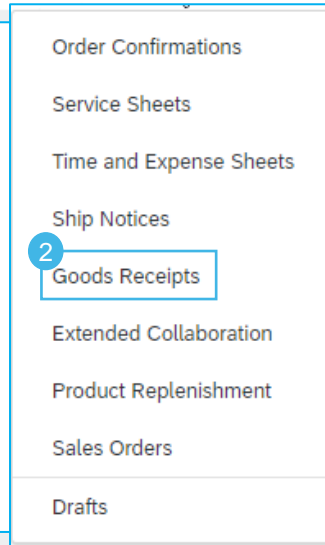 Order Confirmations
Service Sheets
Time and Expense Sheets
Ship Notices
2
Goods Receipts
Extended Collaboration
Product Replenishment
Sales Orders
Drafts